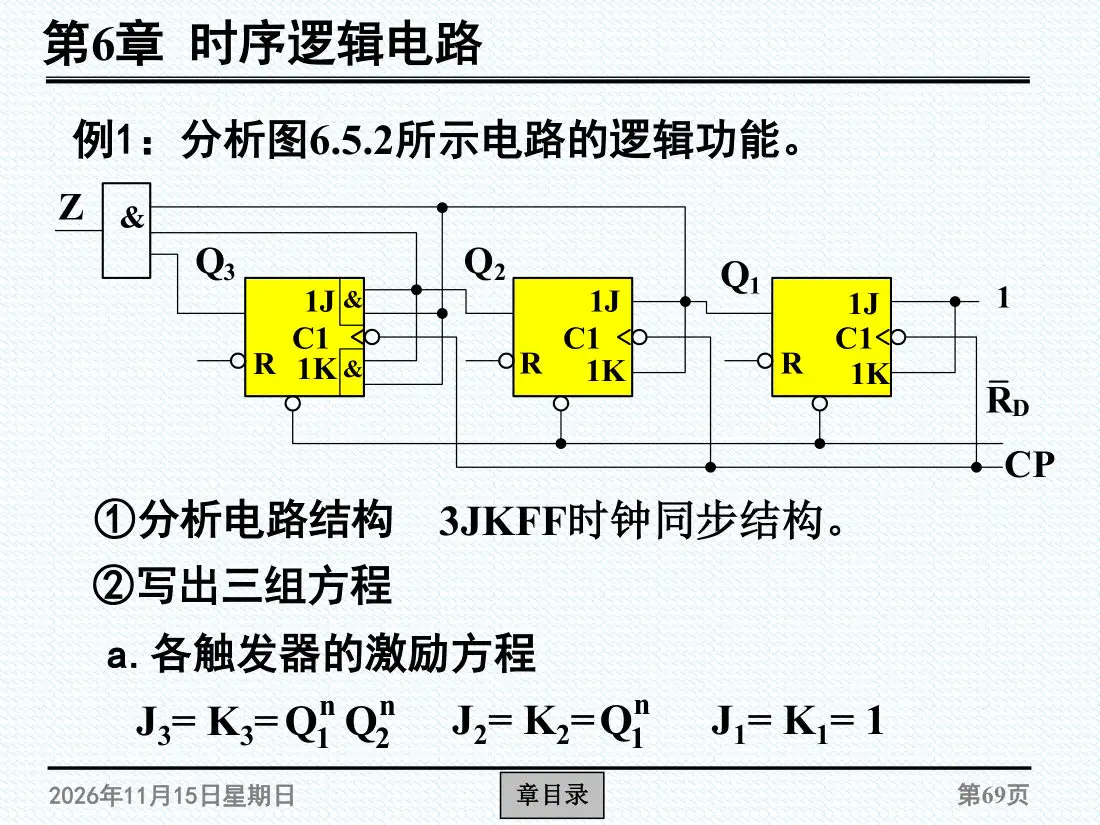 第6章 时序逻辑电路
例1：分析图6.5.2所示电路的逻辑功能。
Z
&
Q3
1J &
C1
R 1K &
Q2
1J
C1
R 1K
Q1
1J
C1
R 1K
1
R̅D
CP
①分析电路结构 3JKFF时钟同步结构。
②写出三组方程
a.各触发器的激励方程
J₃= K₃=Q₁ⁿ Q₂ⁿ J₂= K₂=Q₁ⁿ J₁= K₁= 1
2026年11月15日星期日
章目录
第69页